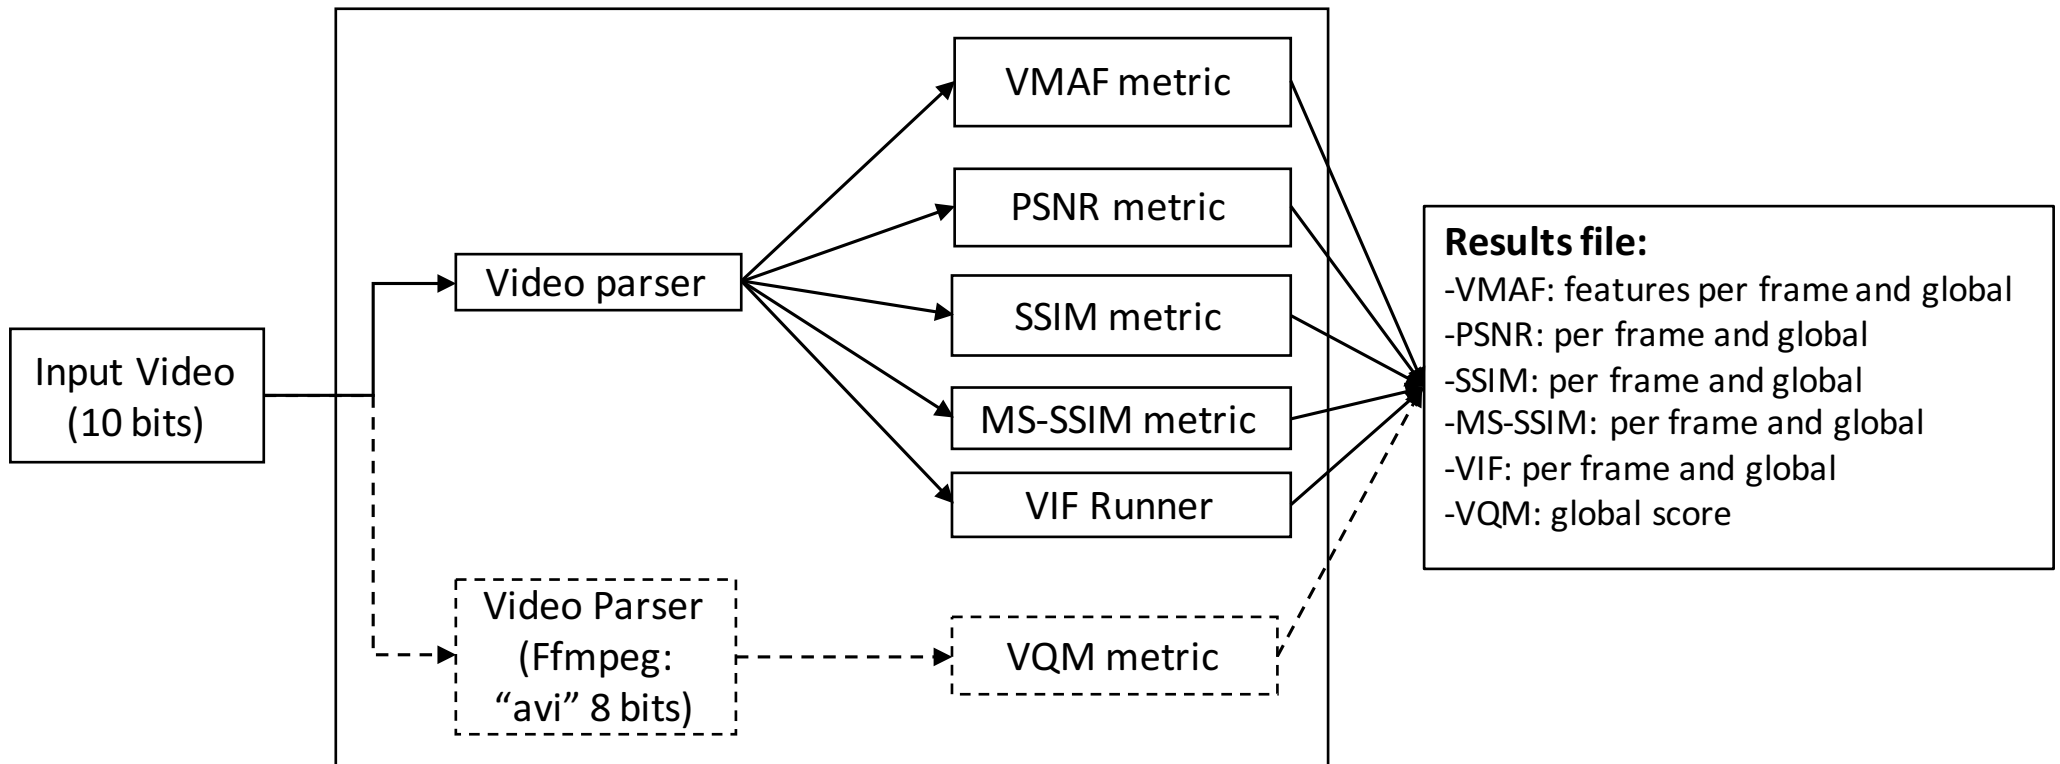 Input Video
(10 bits)
Video parser
VMAF metric
PSNR metric
SSIM metric
MS-SSIM metric
VIF Runner
Video Parser
(Ffmpeg:
“avi” 8 bits)
VQM metric
Results file:
-VMAF: features per frame and global
-PSNR: per frame and global
-SSIM: per frame and global
-MS-SSIM: per frame and global
-VIF: per frame and global
-VQM: global score